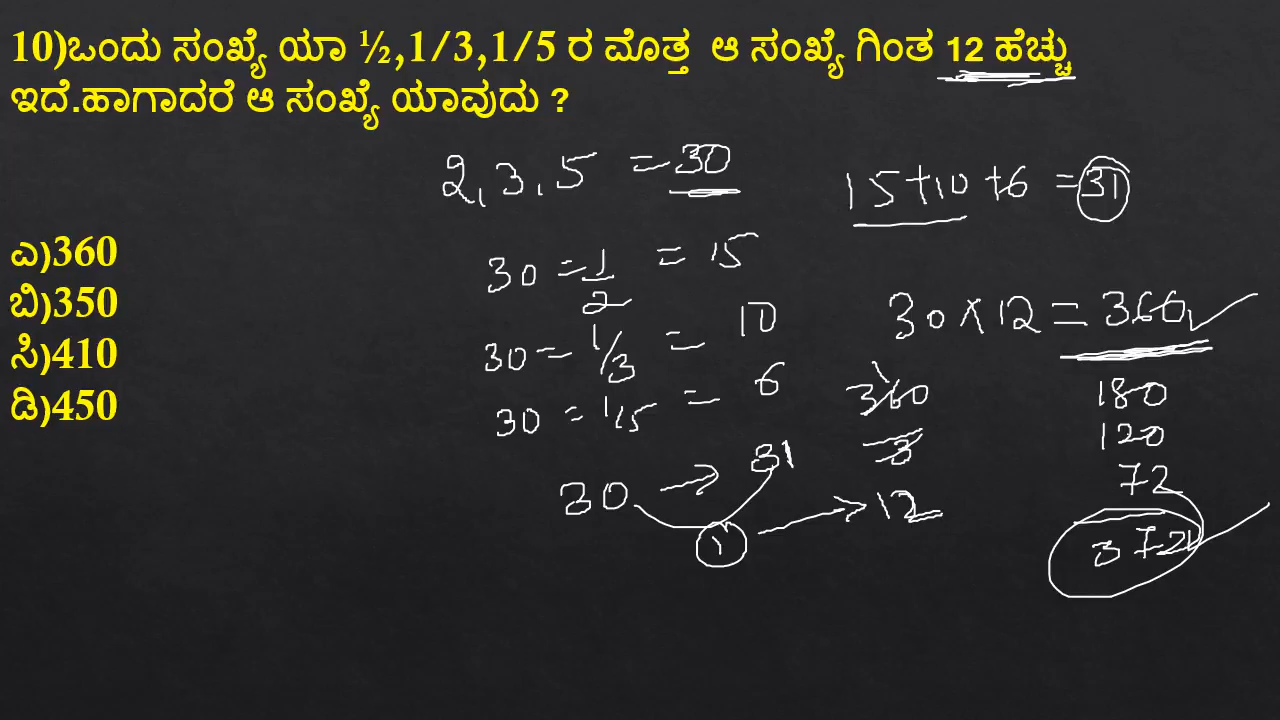 10)ಒಂದು ಸಂಖ್ಯೆ ಯಾ ½,1/3,1/5 ರ ಮೊತ್ತ ಆ ಸಂಖ್ಯೆ ಗಿಂತ 12 ಹೆಚ್ಚು
ಇದೆ.ಹಾಗಾದರೆ ಆ ಸಂಖ್ಯೆ ಯಾವುದು ?
2, 3, 5 = 30
15+10+6 = 31
ಎ)360
ಬಿ)350
ಸಿ)410
ಡಿ)450
30 = 1/2 = 15
30 = 1/3 = 10
30 = 1/5 = 6
30 → 31
1 → 12
30 × 12 = 360
360
3
180
120
72
372